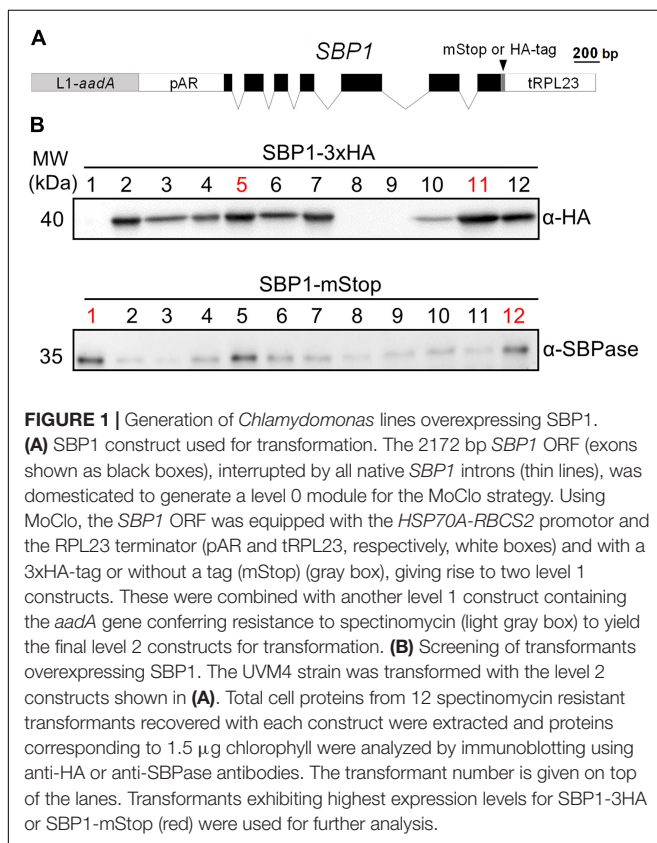 A
SBP1
mStop or HA-tag
200 bp
L1-aadA
pAR
tRPL23
B
MW
(kDa)
SBP1-3xHA
1 2 3 4 5 6 7 8 9 10 11 12
40
α-HA
SBP1-mStop
1 2 3 4 5 6 7 8 9 10 11 12
35
α-SBPase
FIGURE 1 | Generation of Chlamydomonas lines overexpressing SBP1.
(A) SBP1 construct used for transformation. The 2172 bp SBP1 ORF (exons
shown as black boxes), interrupted by all native SBP1 introns (thin lines), was
domesticated to generate a level 0 module for the MoClo strategy. Using
MoClo, the SBP1 ORF was equipped with the HSP70A-RBCS2 promotor and
the RPL23 terminator (pAR and tRPL23, respectively, white boxes) and with a
3xHA-tag or without a tag (mStop) (gray box), giving rise to two level 1
constructs. These were combined with another level 1 construct containing
the aadA gene conferring resistance to spectinomycin (light gray box) to yield
the final level 2 constructs for transformation. (B) Screening of transformants
overexpressing SBP1. The UVM4 strain was transformed with the level 2
constructs shown in (A). Total cell proteins from 12 spectinomycin resistant
transformants recovered with each construct were extracted and proteins
corresponding to 1.5 μg chlorophyll were analyzed by immunoblotting using
anti-HA or anti-SBPase antibodies. The transformant number is given on top
of the lanes. Transformants exhibiting highest expression levels for SBP1-3HA
or SBP1-mStop (red) were used for further analysis.